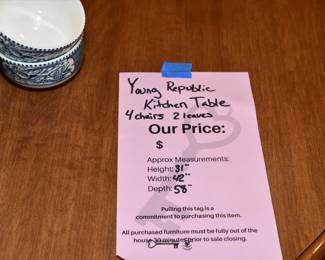 Young Republic
Kitchen Table
4 chairs 2 leaves
Our Price:
$
Approx Measurements:
Height: 31"
Width: 42"
Depth: 58"
Pulling this tag is a
commitment to purchasing this item.
All purchased furniture must be fully out of the
house 30 minutes prior to sale closing.